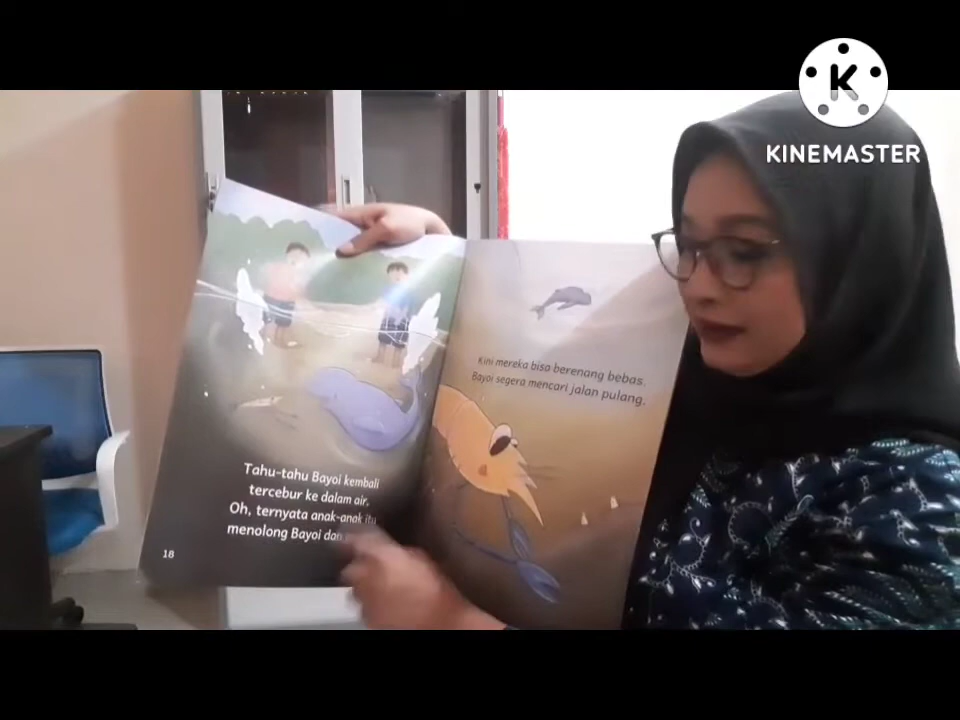 KINEMASTER
Tahu-tahu Bayoi kembali
tercebur ke dalam air.
Oh, ternyata anak-anak itu
menolong Bayoi dan
18
Kini mereka bisa berenang bebas.
Bayoi segera mencari jalan pulang.